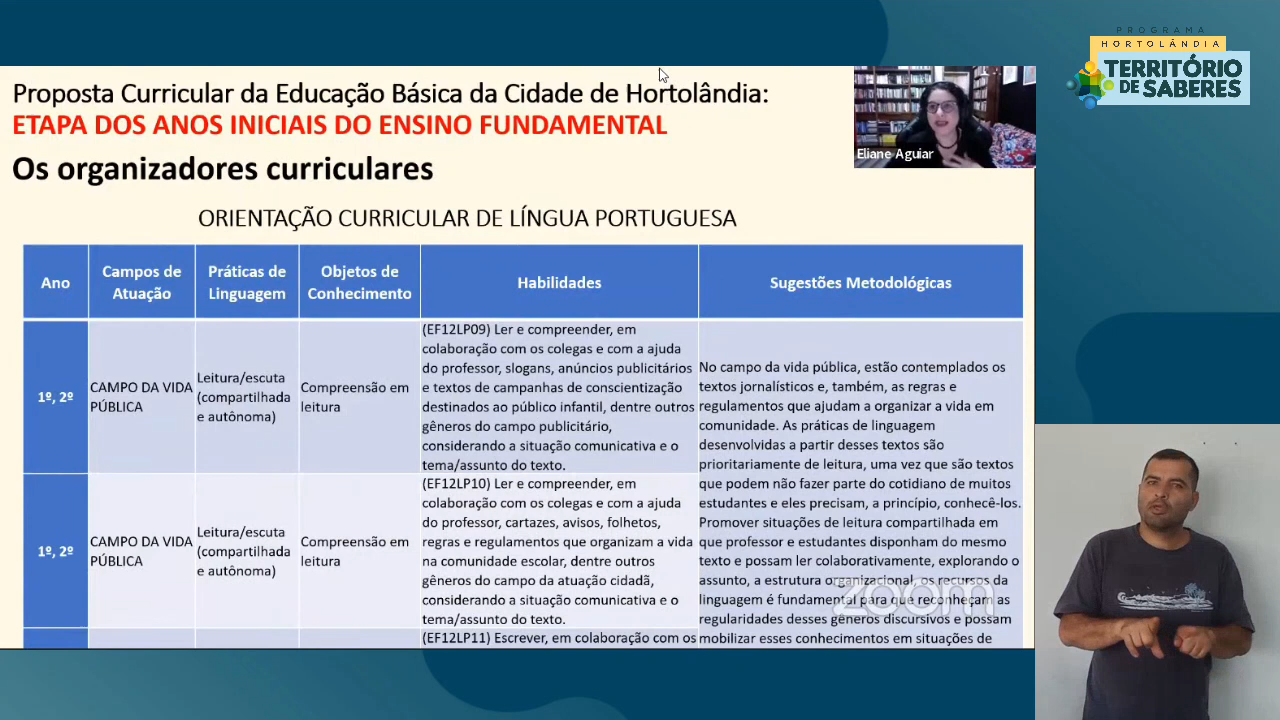 PROGRAMA
HORTOLÂNDIA
TERRITÓRIO
DE SABERES
Proposta Curricular da Educação Básica da Cidade de Hortolândia:
ETAPA DOS ANOS INICIAIS DO ENSINO FUNDAMENTAL
Os organizadores curriculares
Eliane Aguiar
ORIENTAÇÃO CURRICULAR DE LÍNGUA PORTUGUESA
Ano
Campos de
Atuação
Práticas de
Linguagem
Objetos de
Conhecimento
Habilidades
Sugestões Metodológicas
1º, 2º
CAMPO DA VIDA
PÚBLICA
Leitura/escuta
(compartilhada
e autônoma)
Compreensão em
leitura
(EF12LP09) Ler e compreender, em
colaboração com os colegas e com a ajuda
do professor, slogans, anúncios publicitários
e textos de campanhas de conscientização
destinados ao público infantil, dentre outros
gêneros do campo publicitário,
considerando a situação comunicativa e o
tema/assunto do texto.
No campo da vida pública, estão contemplados os
textos jornalísticos e, também, as regras e
regulamentos que ajudam a organizar a vida em
comunidade. As práticas de linguagem
desenvolvidas a partir desses textos são
prioritariamente de leitura, uma vez que são textos
que podem não fazer parte do cotidiano de muitos
estudantes e eles precisam, a princípio, conhecê-los.
Promover situações de leitura compartilhada em
que professor e estudantes disponham do mesmo
texto e possam ler colaborativamente, explorando o
assunto, a estrutura organizacional, os recursos da
linguagem é fundamental para que reconheçam as
regularidades desses gêneros discursivos e possam
mobilizar esses conhecimentos em situações de
1º, 2º
CAMPO DA VIDA
PÚBLICA
Leitura/escuta
(compartilhada
e autônoma)
Compreensão em
leitura
(EF12LP10) Ler e compreender, em
colaboração com os colegas e com a ajuda
do professor, cartazes, avisos, folhetos,
regras e regulamentos que organizam a vida
na comunidade escolar, dentre outros
gêneros do campo da atuação cidadã,
considerando a situação comunicativa e o
tema/assunto do texto.
(EF12LP11) Escrever, em colaboração com os
zoom